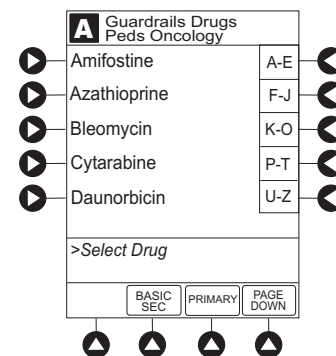 A Guardrails Drugs
Peds Oncology
Amifostine A-E
Azathioprine F-J
Bleomycin K-O
Cytarabine P-T
Daunorbicin U-Z
>Select Drug
BASIC SEC PRIMARY PAGE DOWN